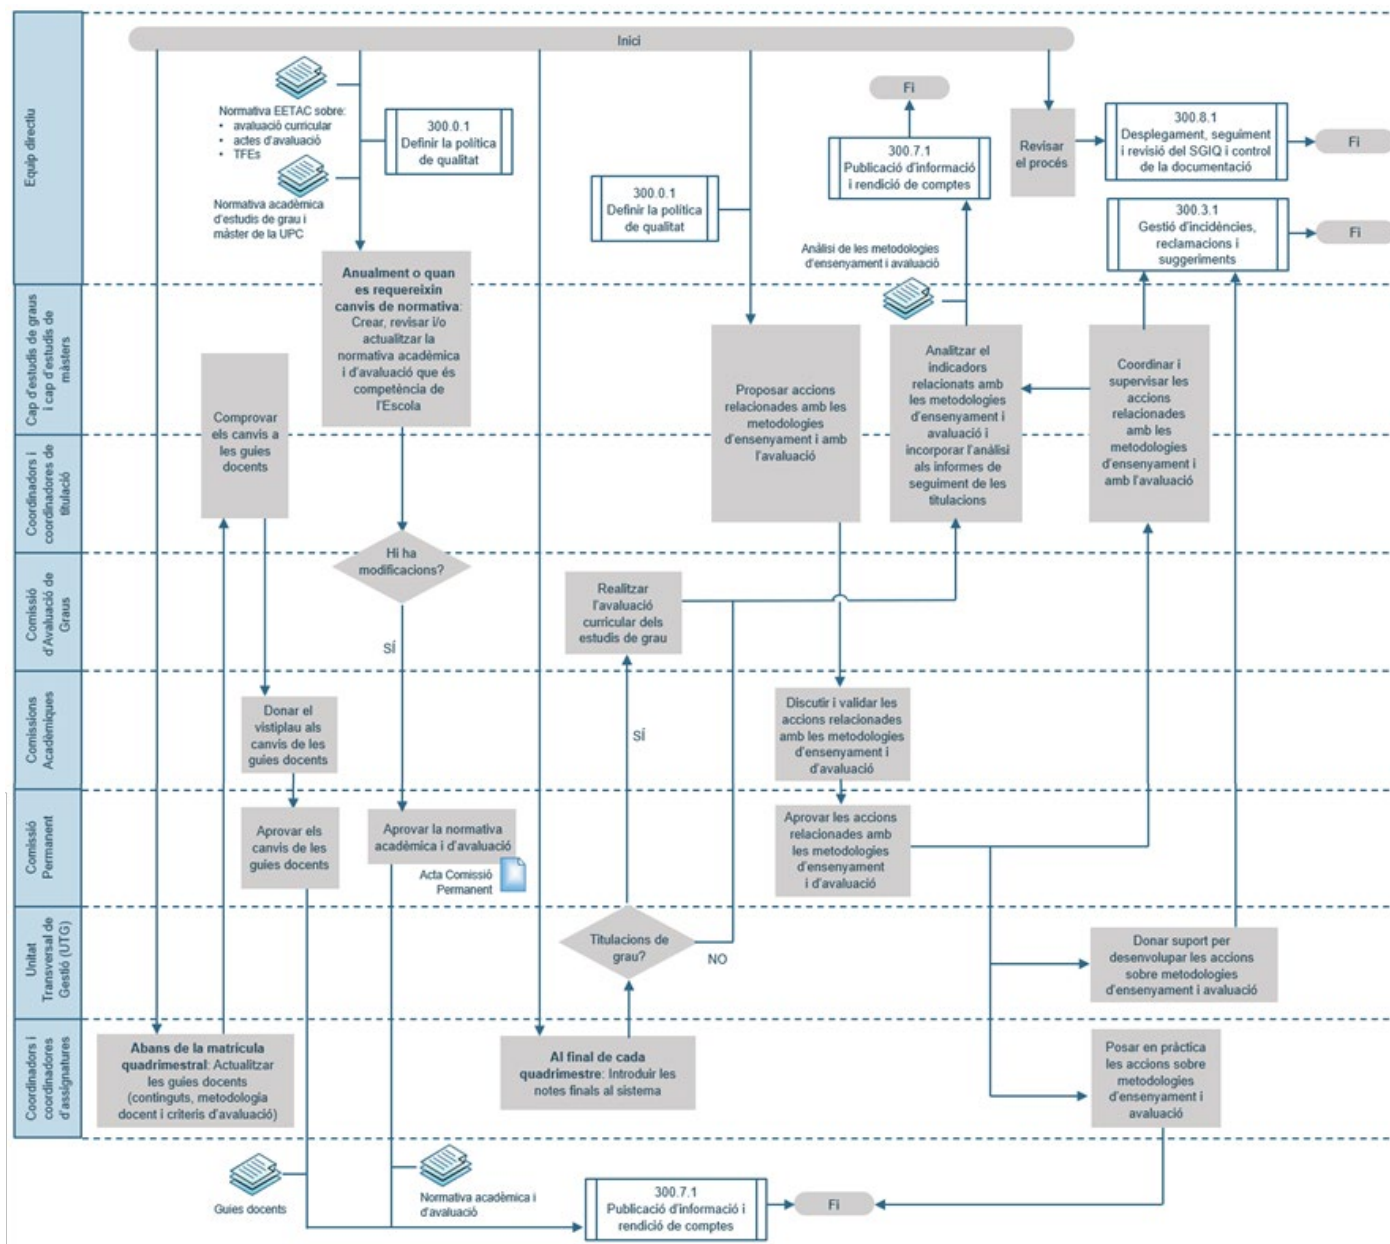 Inici
Equip directiu
Normativa EETAC sobre:
• avaluació curricular
• actes d'avaluació
• TFEs
Normativa acadèmica
d'estudis de grau i
màster de la UPC
300.0.1
Definir la política
de qualitat
300.0.1
Definir la política
de qualitat
Fi
300.7.1
Publicació d'informació
i rendició de comptes
Anàlisi de les metodologies
d'ensenyament i avaluació
Revisar
el procés
300.8.1
Desplegament, seguiment
i revisió del SGIQ i control
de la documentació
Fi
300.3.1
Gestió d'incidències,
reclamacions i
suggeriments
Fi
Cap d'estudis de graus
i cap d'estudis de
màsters
Coordinadors i
coordinadores de
titulació
Comprovar
els canvis a
les guies
docents
Anualment o quan
es requereixin
canvis de normativa:
Crear, revisar i/o
actualitzar la
normativa acadèmica
i d'avaluació que és
competència de
l'Escola
Proposar accions
relacionades amb les
metodologies
d'ensenyament i amb
l'avaluació
Analitzar el
indicadors
relacionats amb
les metodologies
d'ensenyament i
avaluació i
incorporar l'anàlisi
als informes de
seguiment de les
titulacions
Coordinar i
supervisar les
accions
relacionades
amb les
metodologies
d'ensenyament i
amb l'avaluació
Comissió
d'Avaluació de
Graus
Hi ha
modificacions?
SÍ
Realitzar
l'avaluació
curricular dels
estudis de grau
SÍ
Comissions
Acadèmiques
Donar el
vistiplau als
canvis de les
guies docents
Discutir i validar les
accions relacionades
amb les metodologies
d'ensenyament i
d'avaluació
Comissió
Permanent
Aprovar els
canvis de les
guies docents
Aprovar la normativa
acadèmica i d'avaluació
Acta Comissió
Permanent
Aprovar les accions
relacionades amb
les metodologies
d'ensenyament
i d'avaluació
Unitat
Transversal de
Gestió (UTG)
Titulacions de
grau?
NO
Donar suport per
desenvolupar les accions
sobre metodologies
d'ensenyament i avaluació
Coordinadors i
coordinadores
d'assignatures
Abans de la matrícula
quadrimestral: Actualitzar
les guies docents
(continguts, metodologia
docent i criteris d'avaluació)
Al final de cada
quadrimestre: Introduir les
notes finals al sistema
Posar en pràctica
les accions sobre
metodologies
d'ensenyament i
avaluació
Guies docents
Normativa acadèmica i
d'avaluació
300.7.1
Publicació d'informació i
rendició de comptes
Fi